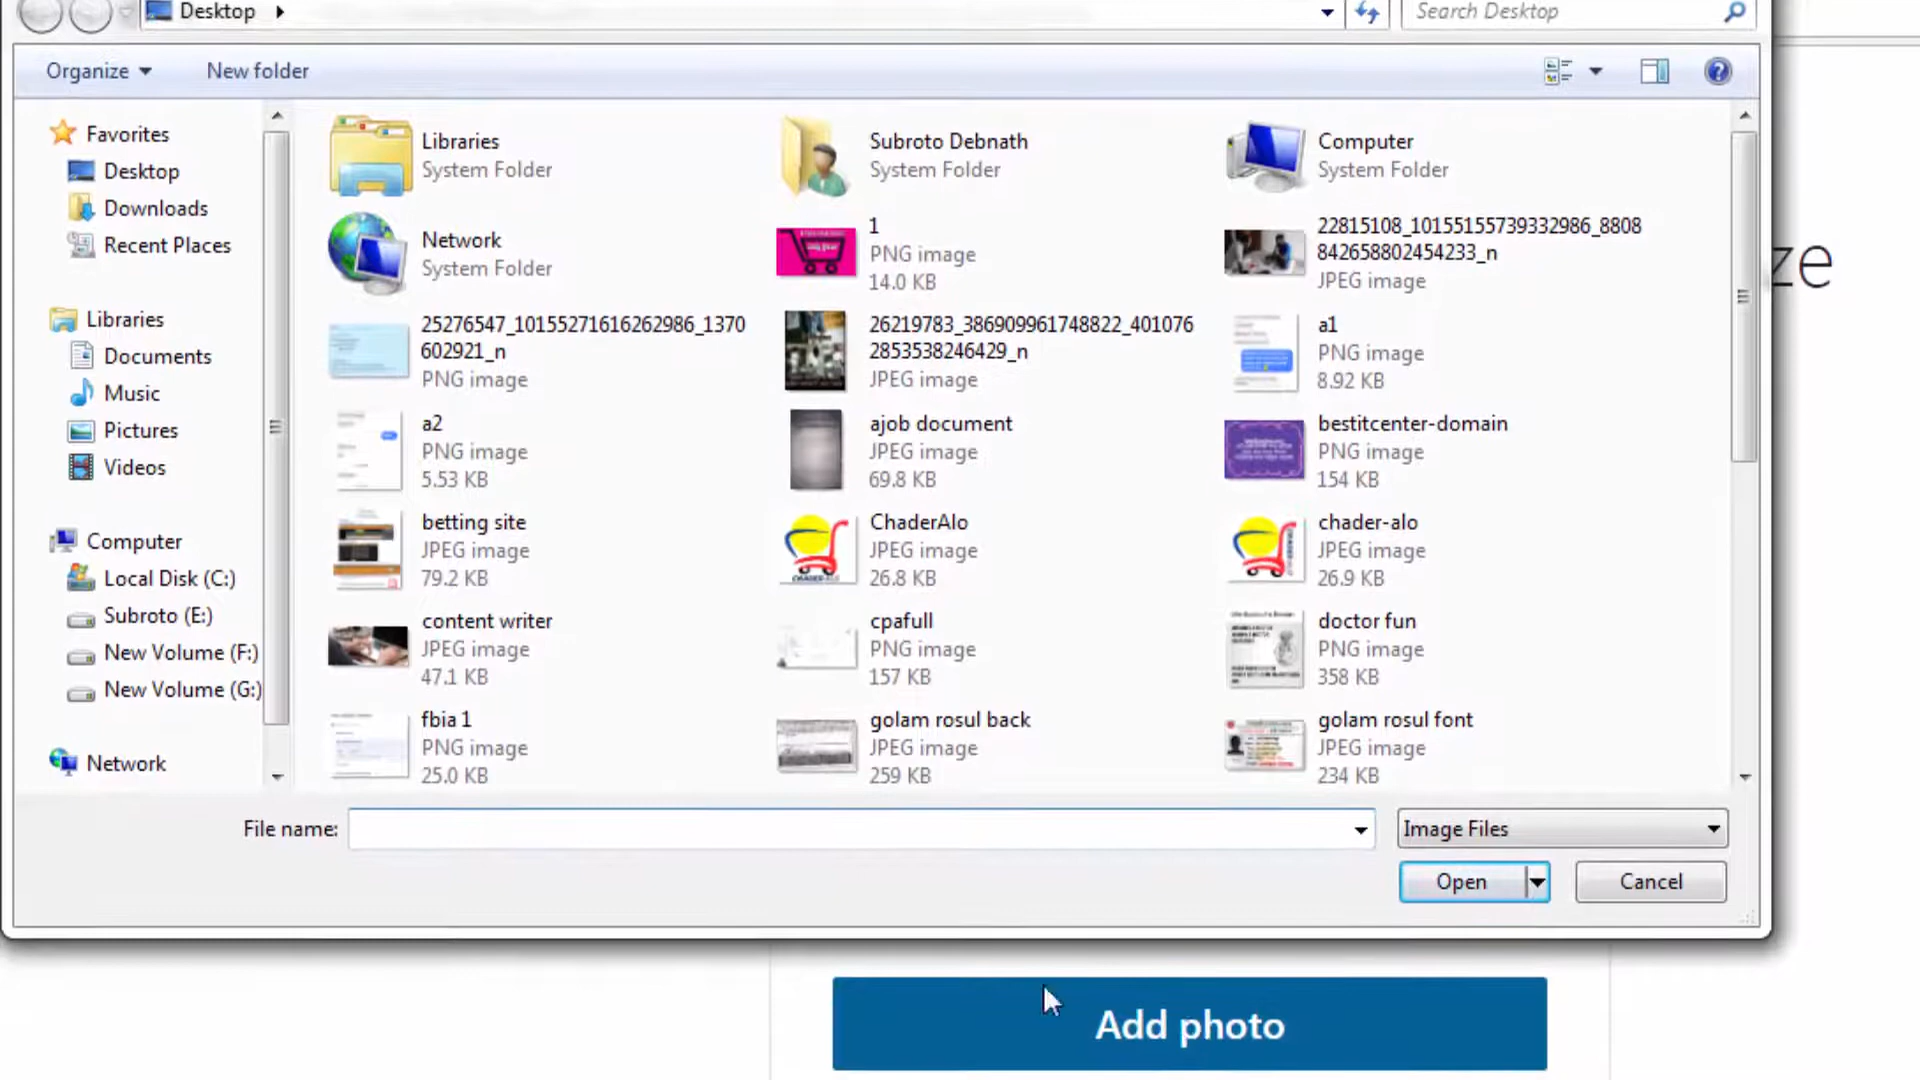 Desktop
Search Desktop
Organize
New folder
Favorites
Desktop
Downloads
Recent Places
Libraries
Documents
Music
Pictures
Videos
Computer
Local Disk (C:)
Subroto (E:)
New Volume (F:)
New Volume (G:)
Network
Libraries
System Folder
Subroto Debnath
System Folder
Computer
System Folder
Network
System Folder
1
PNG image
14.0 KB
22815108_10155155739332986_8808
842658802454233_n
JPEG image
25276547_10155271616262986_1370
602921_n
PNG image
26219783_386909961748822_401076
2853538246429_n
JPEG image
a1
PNG image
8.92 KB
a2
PNG image
5.53 KB
ajob document
JPEG image
69.8 KB
bestitcenter-domain
PNG image
154 KB
betting site
JPEG image
79.2 KB
ChaderAlo
JPEG image
26.8 KB
chader-alo
JPEG image
26.9 KB
content writer
JPEG image
47.1 KB
cpafull
PNG image
157 KB
doctor fun
PNG image
358 KB
fbia 1
PNG image
25.0 KB
golam rosul back
JPEG image
259 KB
golam rosul font
JPEG image
234 KB
File name:
Image Files
Open
Cancel
ze
Add photo